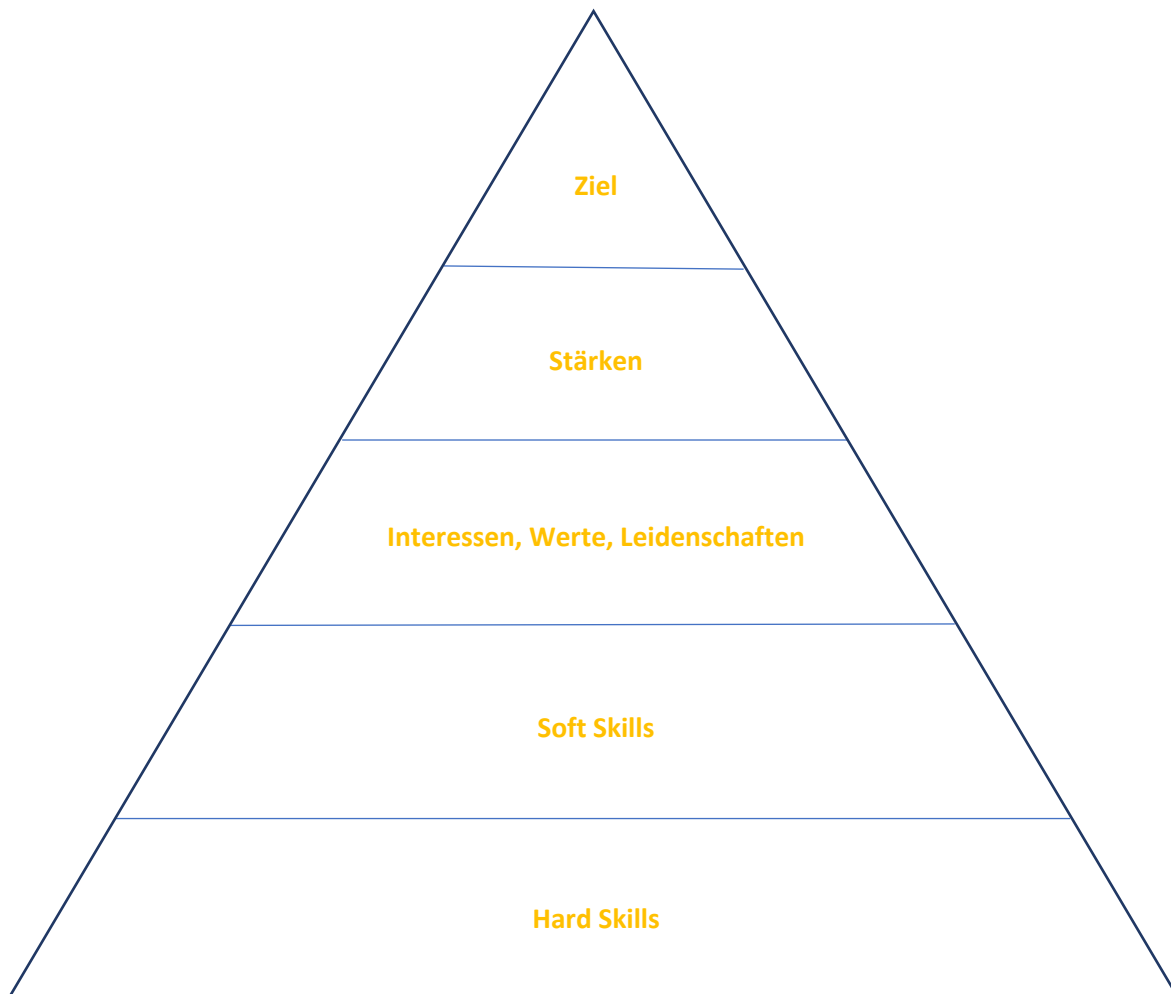 Ziel
Stärken
Interessen, Werte, Leidenschaften
Soft Skills
Hard Skills